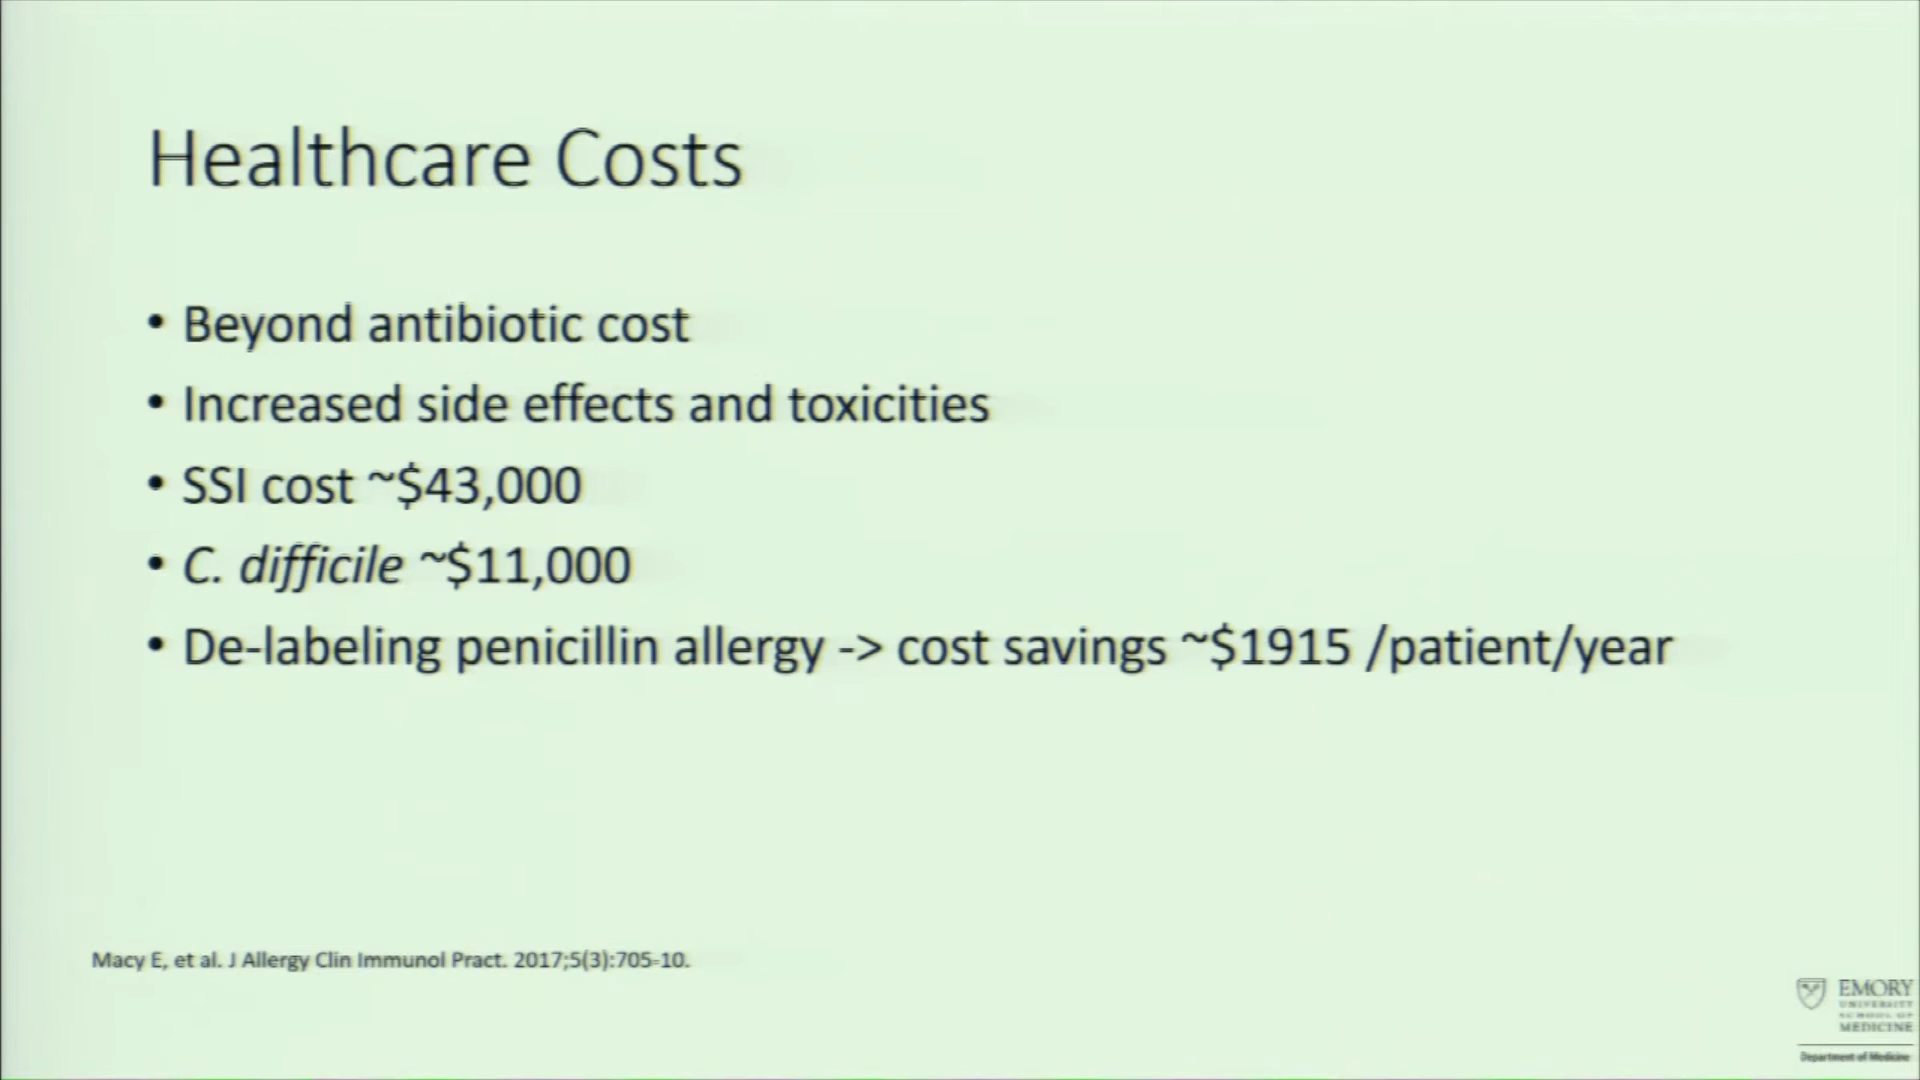 Healthcare Costs
• Beyond antibiotic cost
• Increased side effects and toxicities
• SSI cost ~$43,000
• C. difficile ~$11,000
• De-labeling penicillin allergy -> cost savings ~$1915 /patient/year
Macy E, et al. J Allergy Clin Immunol Pract. 2017;5(3):705-10.
EMORY
UNIVERSITY
SCHOOL OF
MEDICINE
Department of Medicine